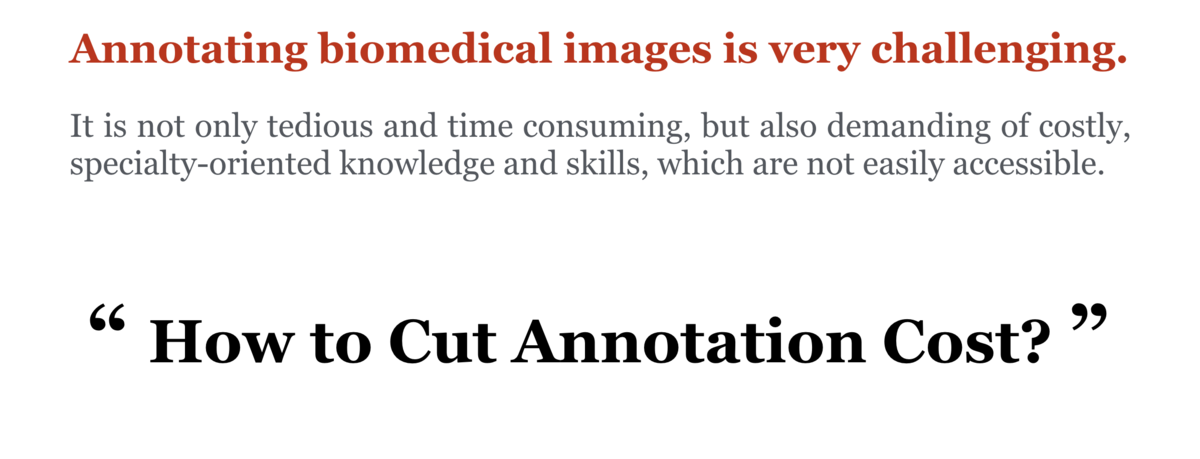 Annotating biomedical images is very challenging.
It is not only tedious and time consuming, but also demanding of costly,
specialty-oriented knowledge and skills, which are not easily accessible.
“ How to Cut Annotation Cost? ”